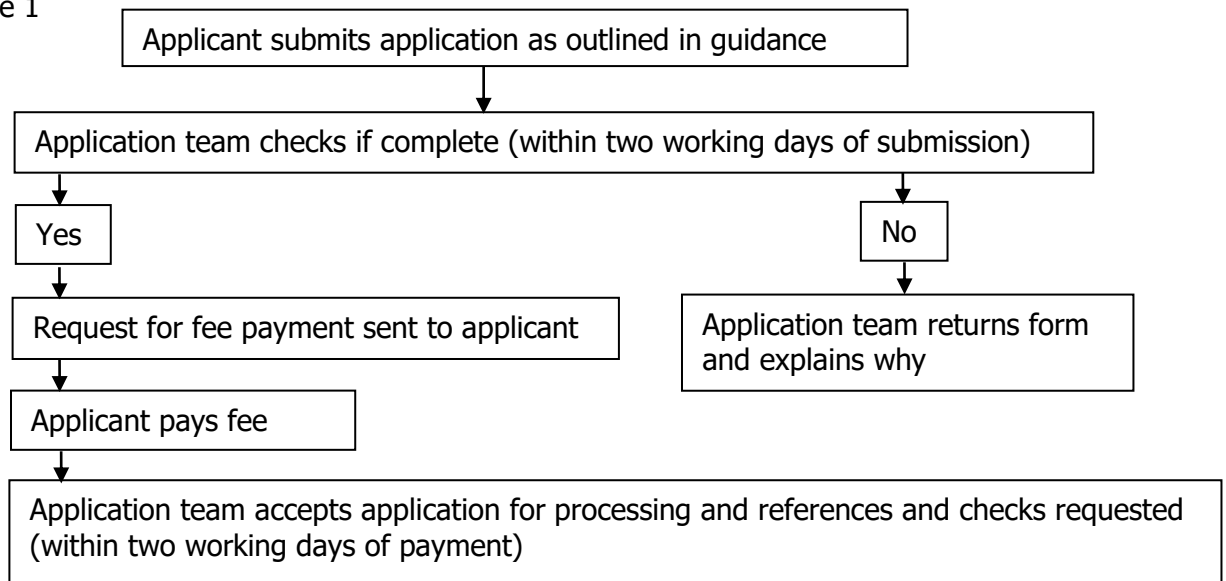 e 1
Applicant submits application as outlined in guidance
Application team checks if complete (within two working days of submission)
Yes
No
Request for fee payment sent to applicant
Application team returns form
and explains why
Applicant pays fee
Application team accepts application for processing and references and checks requested
(within two working days of payment)